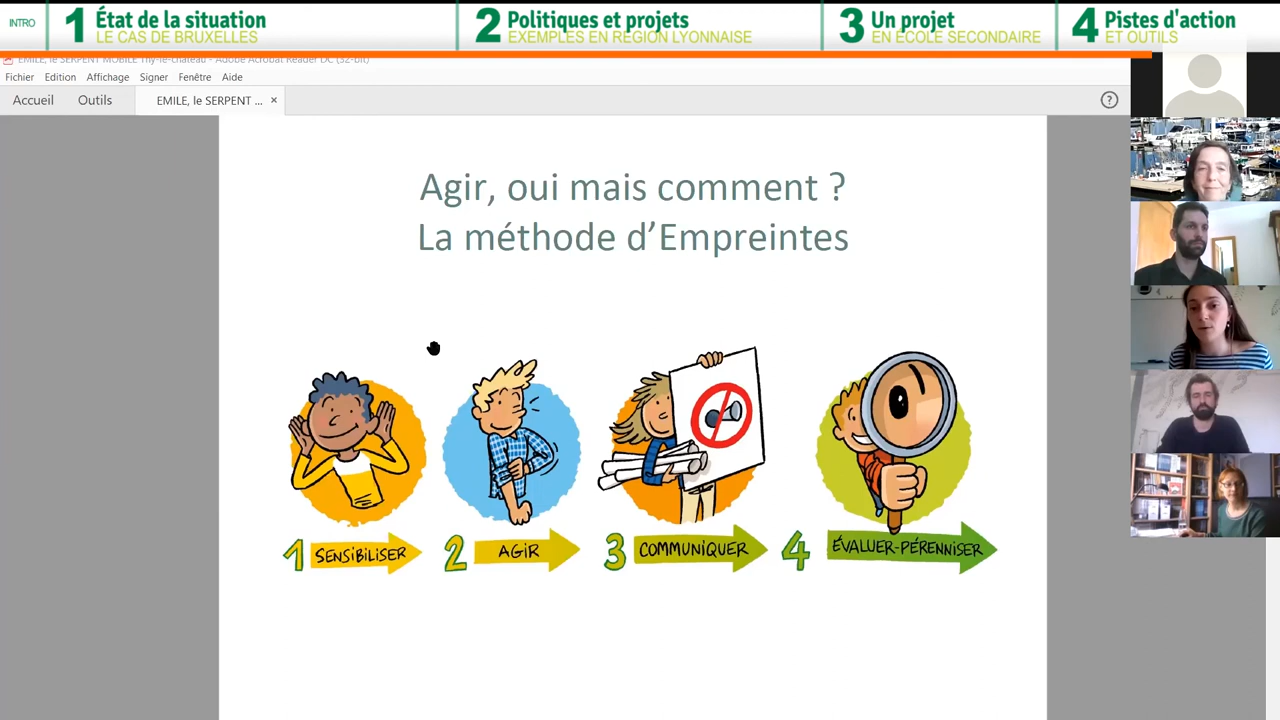 INTRO
1 État de la situation
LE CAS DE BRUXELLES
2 Politiques et projets
EXEMPLES EN RÉGION LYONNAISE
3 Un projet
EN ÉCOLE SECONDAIRE
4 Pistes d'action
ET OUTILS
EMILE, le SERPENT MOBILE Thy-le-château - Adobe Acrobat Reader DC (32-bit)
Fichier Edition Affichage Signer Fenêtre Aide
Accueil Outils EMILE, le SERPENT ... ×
Agir, oui mais comment ?
La méthode d’Empreintes
1 SENSIBILISER
2 AGIR
3 COMMUNIQUER
4 ÉVALUER-PÉRENNISER